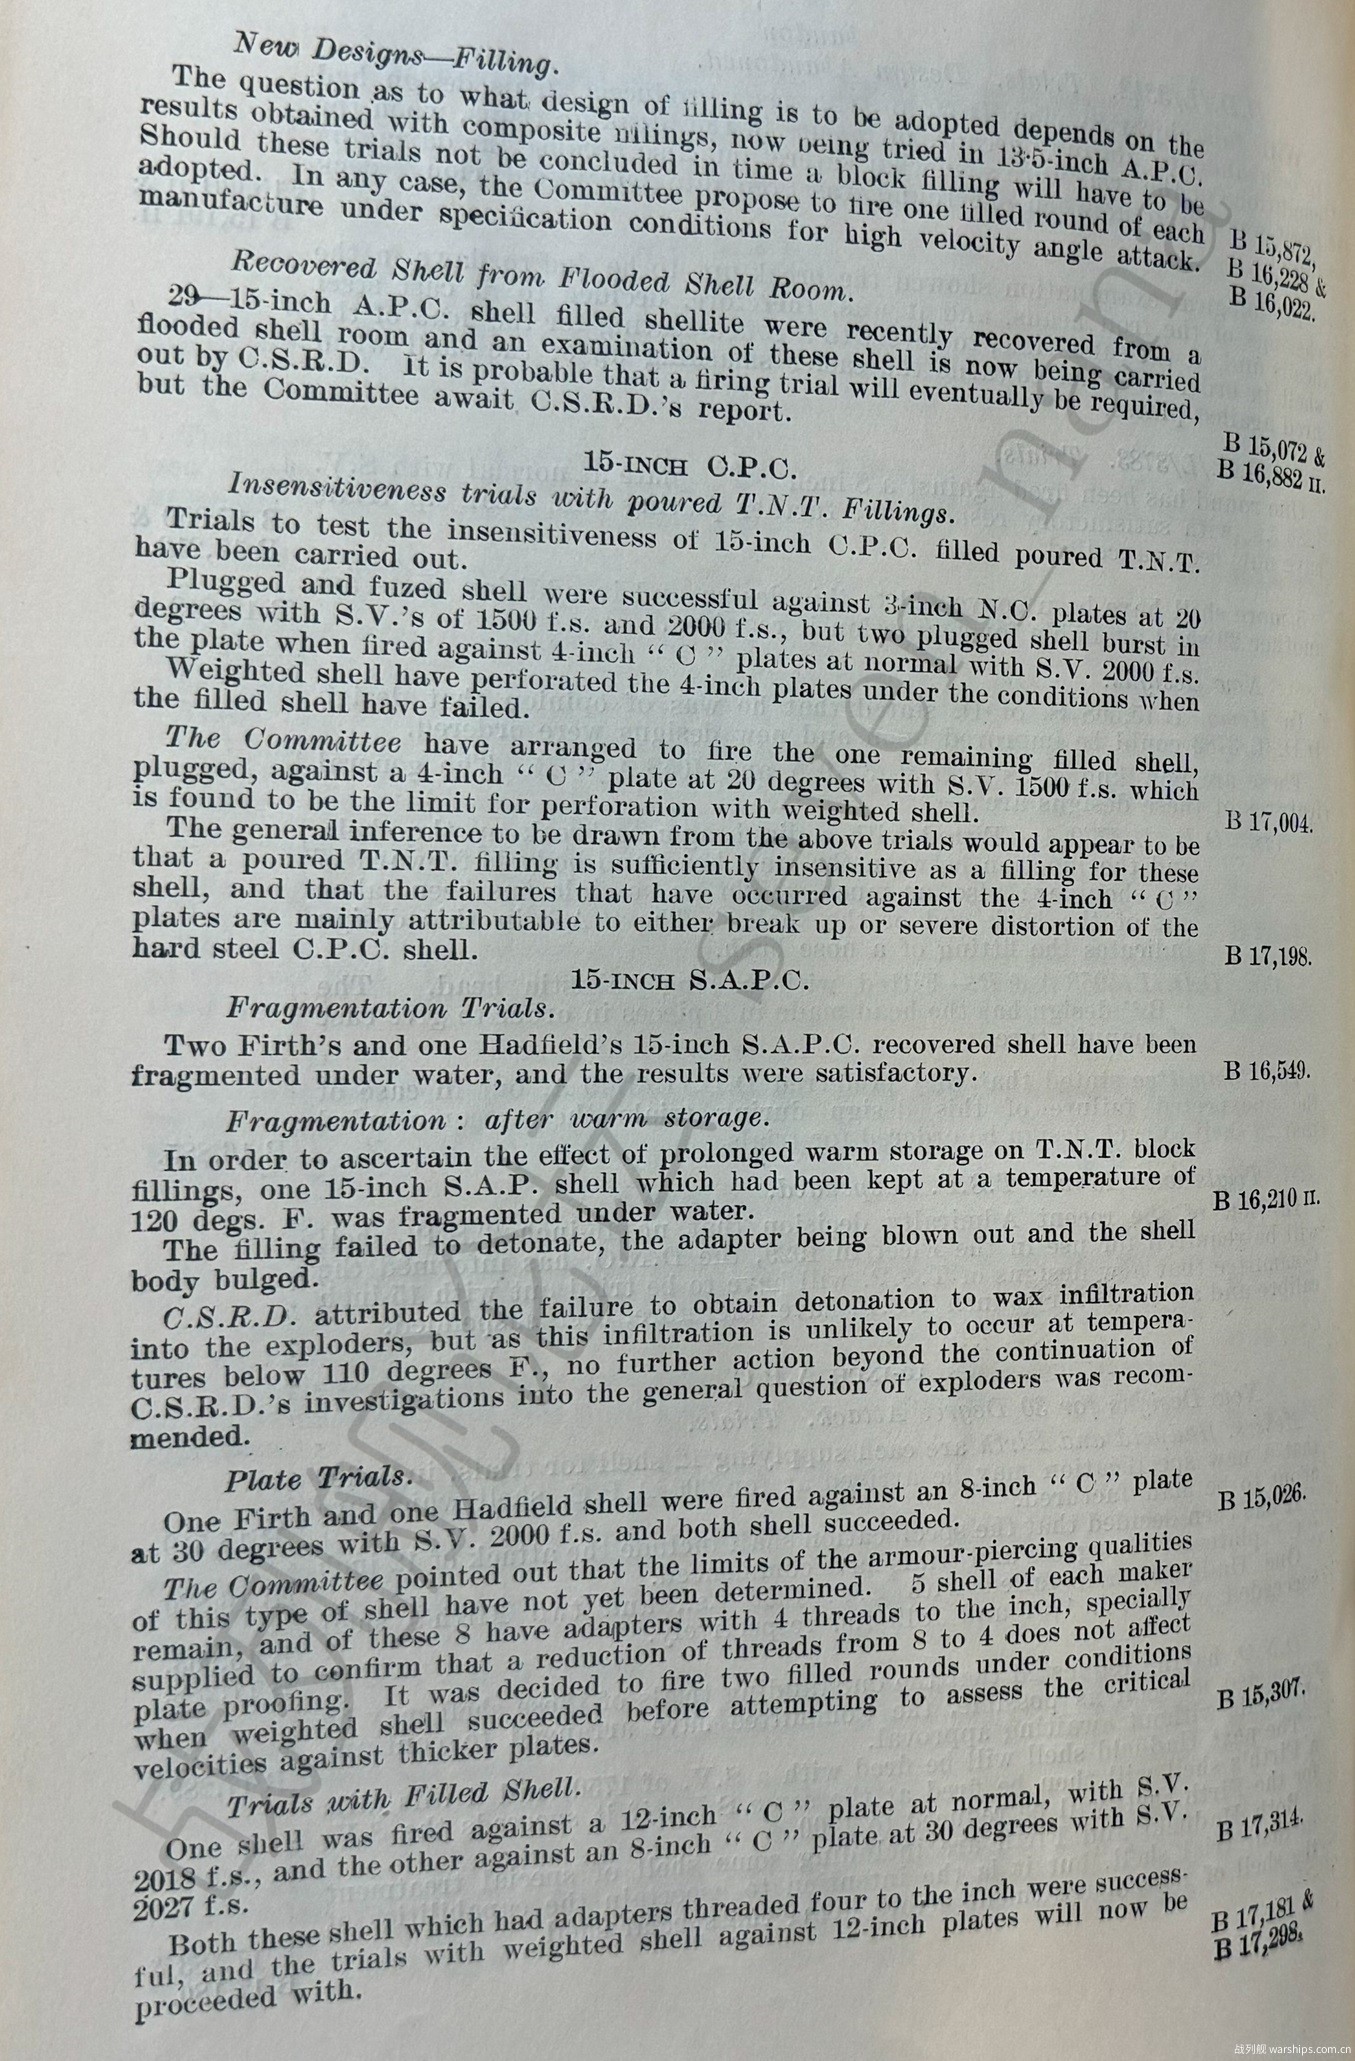 New Designs—Filling.
The question as to what design of filling is to be adopted depends on the
results obtained with composite fillings, now being tried in 13·5-inch A.P.C.
Should these trials not be concluded in time a block filling will have to be
adopted. In any case, the Committee propose to fire one filled round of each
manufacture under specification conditions for high velocity angle attack.
B 15,872,
B 16,228 &
B 16,022.
Recovered Shell from Flooded Shell Room.
29—15-inch A.P.C. shell filled shellite were recently recovered from a
flooded shell room and an examination of these shell is now being carried
out by C.S.R.D. It is probable that a firing trial will eventually be required,
but the Committee await C.S.R.D.'s report.
B 15,072 &
B 16,882 II.
15-INCH C.P.C.
Insensitiveness trials with poured T.N.T. Fillings.
Trials to test the insensitiveness of 15-inch C.P.C. filled poured T.N.T.
have been carried out.
Plugged and fuzed shell were successful against 3-inch N.C. plates at 20
degrees with S.V.'s of 1500 f.s. and 2000 f.s., but two plugged shell burst in
the plate when fired against 4-inch “ C ” plates at normal with S.V. 2000 f.s.
Weighted shell have perforated the 4-inch plates under the conditions when
the filled shell have failed.
The Committee have arranged to fire the one remaining filled shell,
plugged, against a 4-inch “ C ” plate at 20 degrees with S.V. 1500 f.s. which
is found to be the limit for perforation with weighted shell.
B 17,004.
The general inference to be drawn from the above trials would appear to be
that a poured T.N.T. filling is sufficiently insensitive as a filling for these
shell, and that the failures that have occurred against the 4-inch “ C ”
plates are mainly attributable to either break up or severe distortion of the
hard steel C.P.C. shell.
B 17,198.
15-INCH S.A.P.C.
Fragmentation Trials.
Two Firth's and one Hadfield's 15-inch S.A.P.C. recovered shell have been
fragmented under water, and the results were satisfactory.
B 16,549.
Fragmentation : after warm storage.
In order to ascertain the effect of prolonged warm storage on T.N.T. block
fillings, one 15-inch S.A.P. shell which had been kept at a temperature of
120 degs. F. was fragmented under water.
B 16,210 II.
The filling failed to detonate, the adapter being blown out and the shell
body bulged.
C.S.R.D. attributed the failure to obtain detonation to wax infiltration
into the exploders, but as this infiltration is unlikely to occur at tempera-
tures below 110 degrees F., no further action beyond the continuation of
C.S.R.D.'s investigations into the general question of exploders was recom-
mended.
Plate Trials.
One Firth and one Hadfield shell were fired against an 8-inch “ C ” plate
at 30 degrees with S.V. 2000 f.s. and both shell succeeded.
B 15,026.
The Committee pointed out that the limits of the armour-piercing qualities
of this type of shell have not yet been determined. 5 shell of each maker
remain, and of these 8 have adapters with 4 threads to the inch, specially
supplied to confirm that a reduction of threads from 8 to 4 does not affect
plate proofing. It was decided to fire two filled rounds under conditions
when weighted shell succeeded before attempting to assess the critical
velocities against thicker plates.
B 15,307.
Trials with Filled Shell.
One shell was fired against a 12-inch “ C ” plate at normal, with S.V.
2018 f.s., and the other against an 8-inch “ C ” plate at 30 degrees with S.V.
2027 f.s.
B 17,314.
Both these shell which had adapters threaded four to the inch were success-
ful, and the trials with weighted shell against 12-inch plates will now be
proceeded with.
B 17,181 &
B 17,298.
战列舰 warships.com.cn